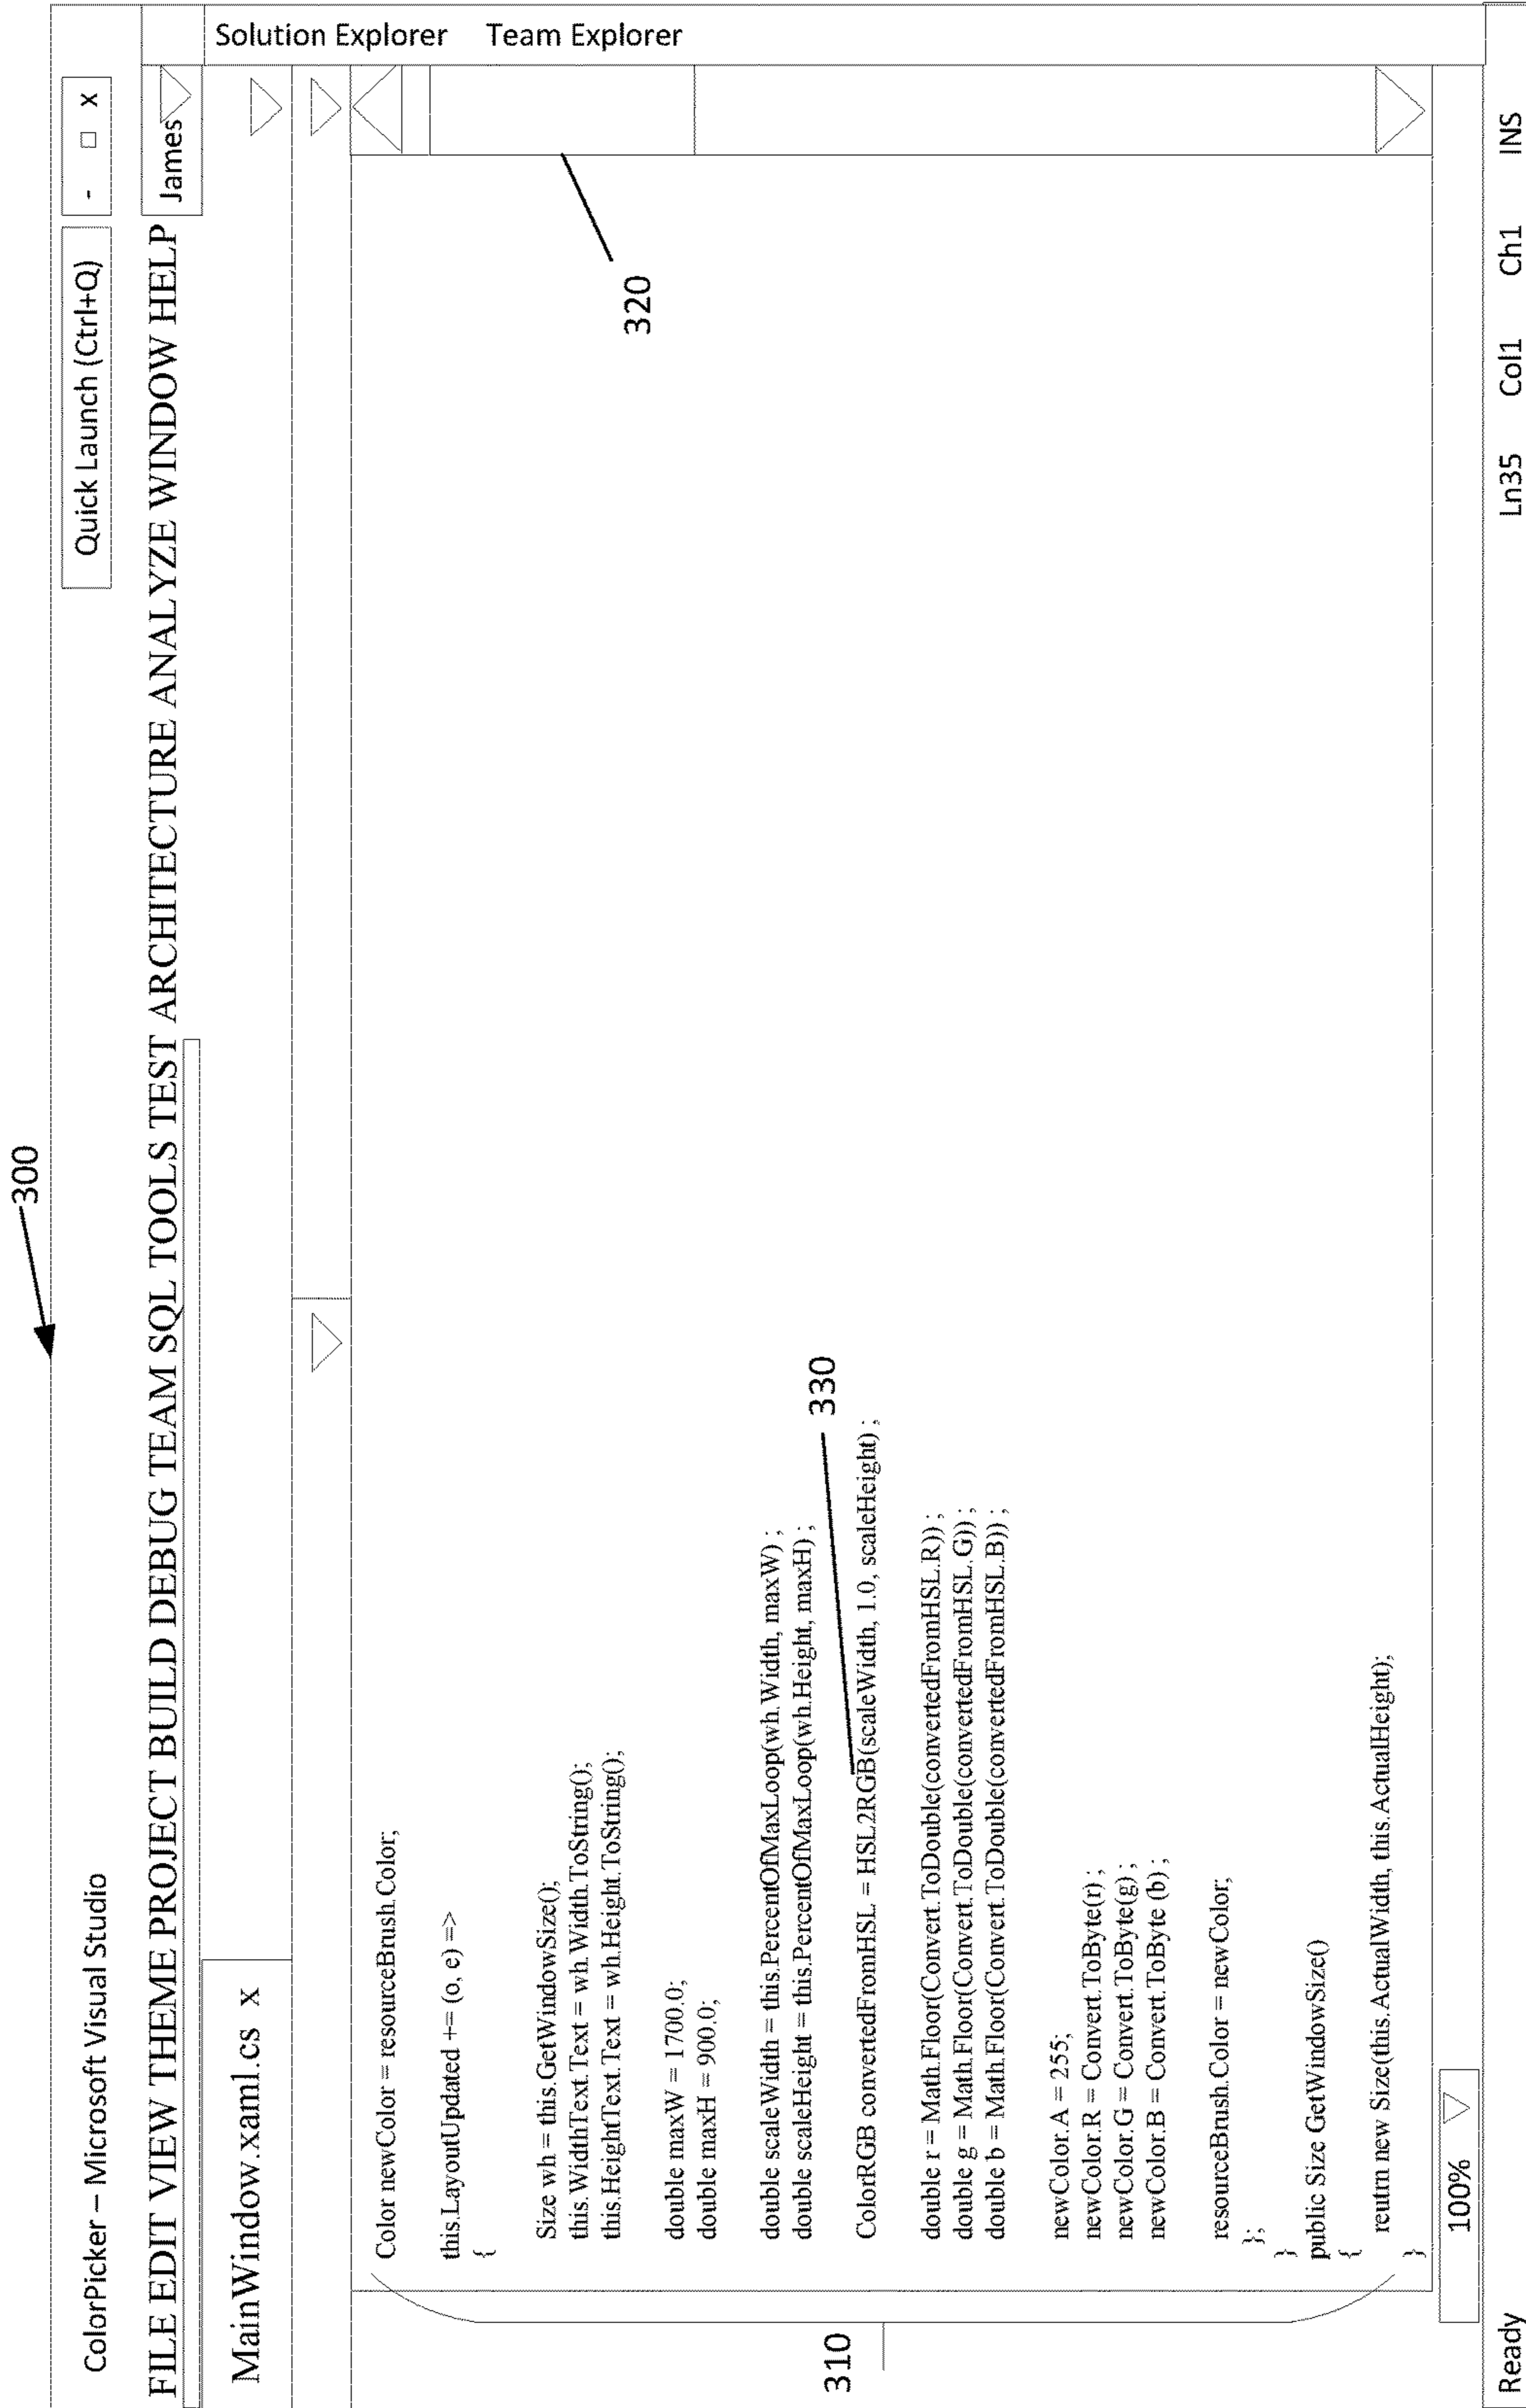 300
ColorPicker – Microsoft Visual Studio
Quick Launch (Ctrl+Q)
- □ x
FILE EDIT VIEW THEME PROJECT BUILD DEBUG TEAM SQL TOOLS TEST ARCHITECTURE ANALYZE WINDOW HELP
James
MainWindow.xaml.cs x
Solution Explorer
Team Explorer
Color newColor = resourceBrush.Color;
this.LayoutUpdated += (o, e) =>
{
Size wh = this.GetWindowSize();
this.WidthText.Text = wh.Width.ToString();
this.HeightText.Text = wh.Height.ToString();
320
double maxW = 1700.0;
double maxH = 900.0;
double scaleWidth = this.PercentOfMaxLoop(wh.Width, maxW) ;
double scaleHeight = this.PercentOfMaxLoop(wh.Height, maxH) ;
330
310
ColorRGB convertedFromHSL = HSL2RGB(scaleWidth, 1.0, scaleHeight) ;
double r = Math.Floor(Convert.ToDouble(convertedFromHSL.R)) ;
double g = Math.Floor(Convert.ToDouble(convertedFromHSL.G)) ;
double b = Math.Floor(Convert.ToDouble(convertedFromHSL.B)) ;
newColor.A = 255;
newColor.R = Convert.ToByte(r) ;
newColor.G = Convert.ToByte(g) ;
newColor.B = Convert.ToByte (b) ;
resourceBrush.Color = newColor;
};
}
public Size GetWindowSize()
{
reutrn new Size(this.ActualWidth, this.ActualHeight);
}
100%
Ready
Ln35
Col1
Ch1
INS